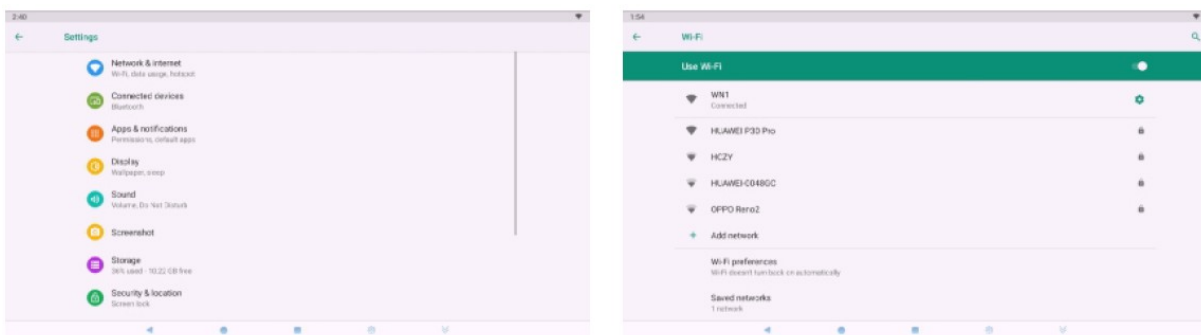 2:40
Settings
Network & internet
Wi-Fi, data usage, hotspot
Connected devices
Bluetooth
Apps & notifications
Permissions, default apps
Display
Wallpaper, sleep
Sound
Volume, Do Not Disturb
Screenshot
Storage
36% used - 10.22 GB free
Security & location
Screen lock
1:54
Wi-Fi
Use Wi-Fi
WN1
Connected
HUAWEI P30 Pro
HCZY
HUAWEI-C048GC
OPPO Reno2
Add network
Wi-Fi preferences
Wi-Fi doesn't turn back on automatically
Saved networks
1 network